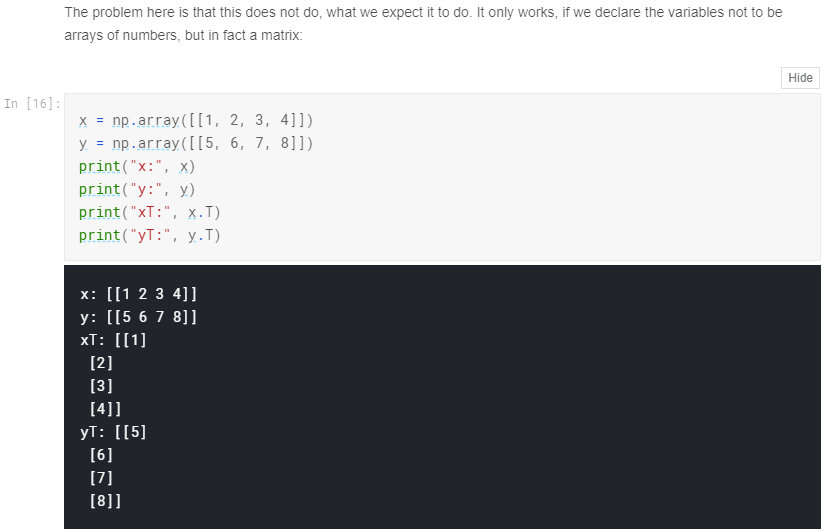 The problem here is that this does not do, what we expect it to do. It only works, if we declare the variables not to be
arrays of numbers, but in fact a matrix:
Hide
In [16]:
x = np.array([[1, 2, 3, 4]])
y = np.array([[5, 6, 7, 8]])
print("x:", x)
print("y:", y)
print("xT:", x.T)
print("yT:", y.T)
x: [[1 2 3 4]]
y: [[5 6 7 8]]
xT: [[1]
 [2]
 [3]
 [4]]
yT: [[5]
 [6]
 [7]
 [8]]